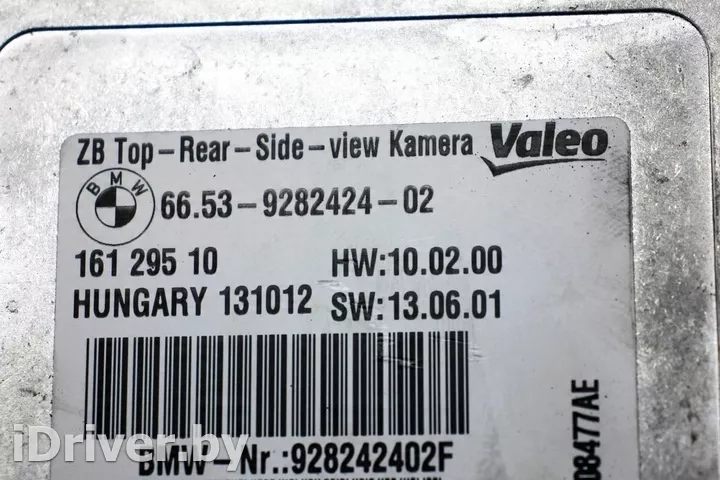 ZB Top-Rear-Side-view Kamera Valeo
BMW
66.53-9282424-02
161 295 10 HW:10.02.00
HUNGARY 131012 SW:13.06.01
BMW-Nr.:928242402F
08477AE
iDriver.by